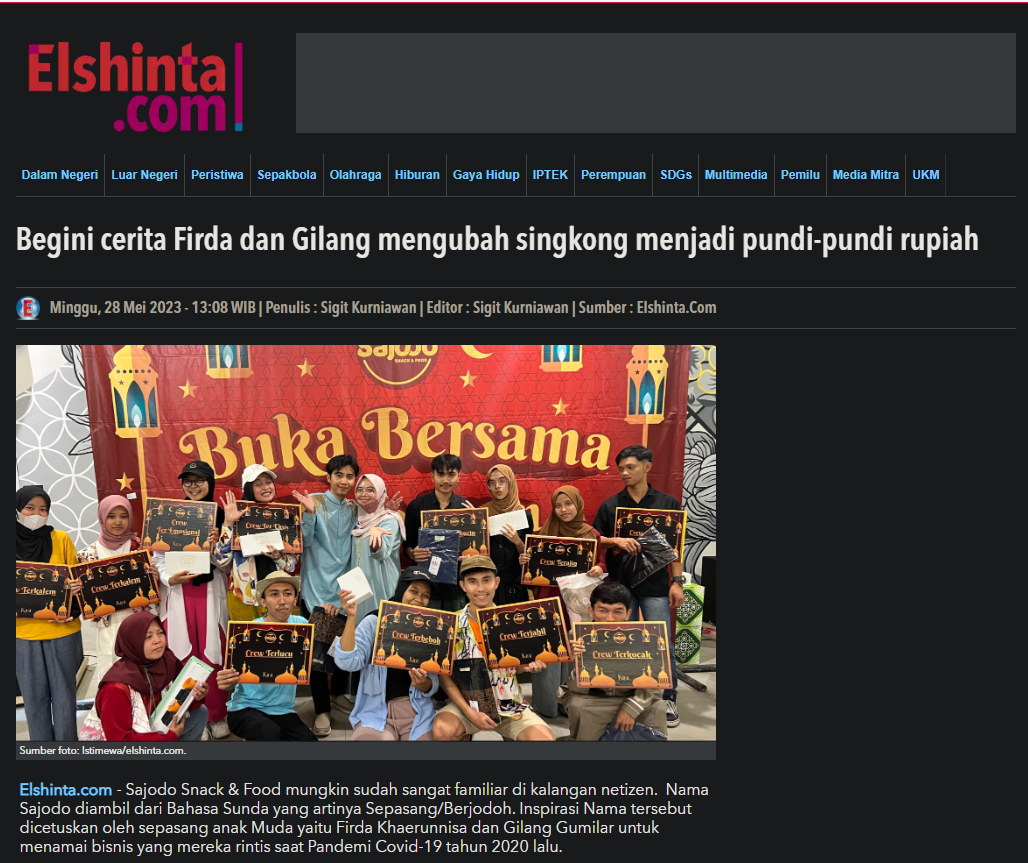 Elshinta
.com
Dalam Negeri Luar Negeri Peristiwa Sepakbola Olahraga Hiburan Gaya Hidup IPTEK Perempuan SDGs Multimedia Pemilu Media Mitra UKM
Begini cerita Firda dan Gilang mengubah singkong menjadi pundi-pundi rupiah
Minggu, 28 Mei 2023 - 13:08 WIB | Penulis : Sigit Kurniawan | Editor : Sigit Kurniawan | Sumber : Elshinta.Com
Sajojo
SNACK & FOOD
Buka Bersama
Crew
Crew Ter
Terkalem
Crew Terkalem
Crew Terajin
Crew Terlucu
Crew Terheboh
Crew Terjahil
Crew Terkocak
Sumber foto: Istimewa/elshinta.com.
Elshinta.com - Sajodo Snack & Food mungkin sudah sangat familiar di kalangan netizen. Nama
Sajodo diambil dari Bahasa Sunda yang artinya Sepasang/Berjodoh. Inspirasi Nama tersebut
dicetuskan oleh sepasang anak Muda yaitu Firda Khaerunnisa dan Gilang Gumilar untuk
menamai bisnis yang mereka rintis saat Pandemi Covid-19 tahun 2020 lalu.